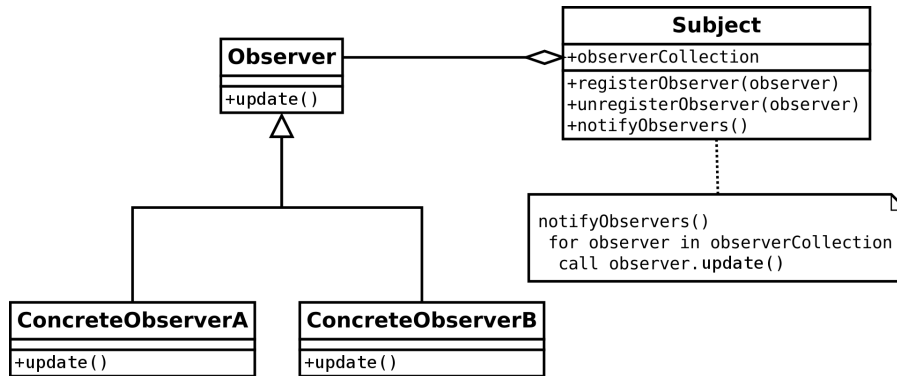 Subject
+observerCollection
+registerObserver(observer)
+unregisterObserver(observer)
+notifyObservers()
Observer
+update()
notifyObservers()
for observer in observerCollection
call observer.update()
ConcreteObserverA
+update()
ConcreteObserverB
+update()